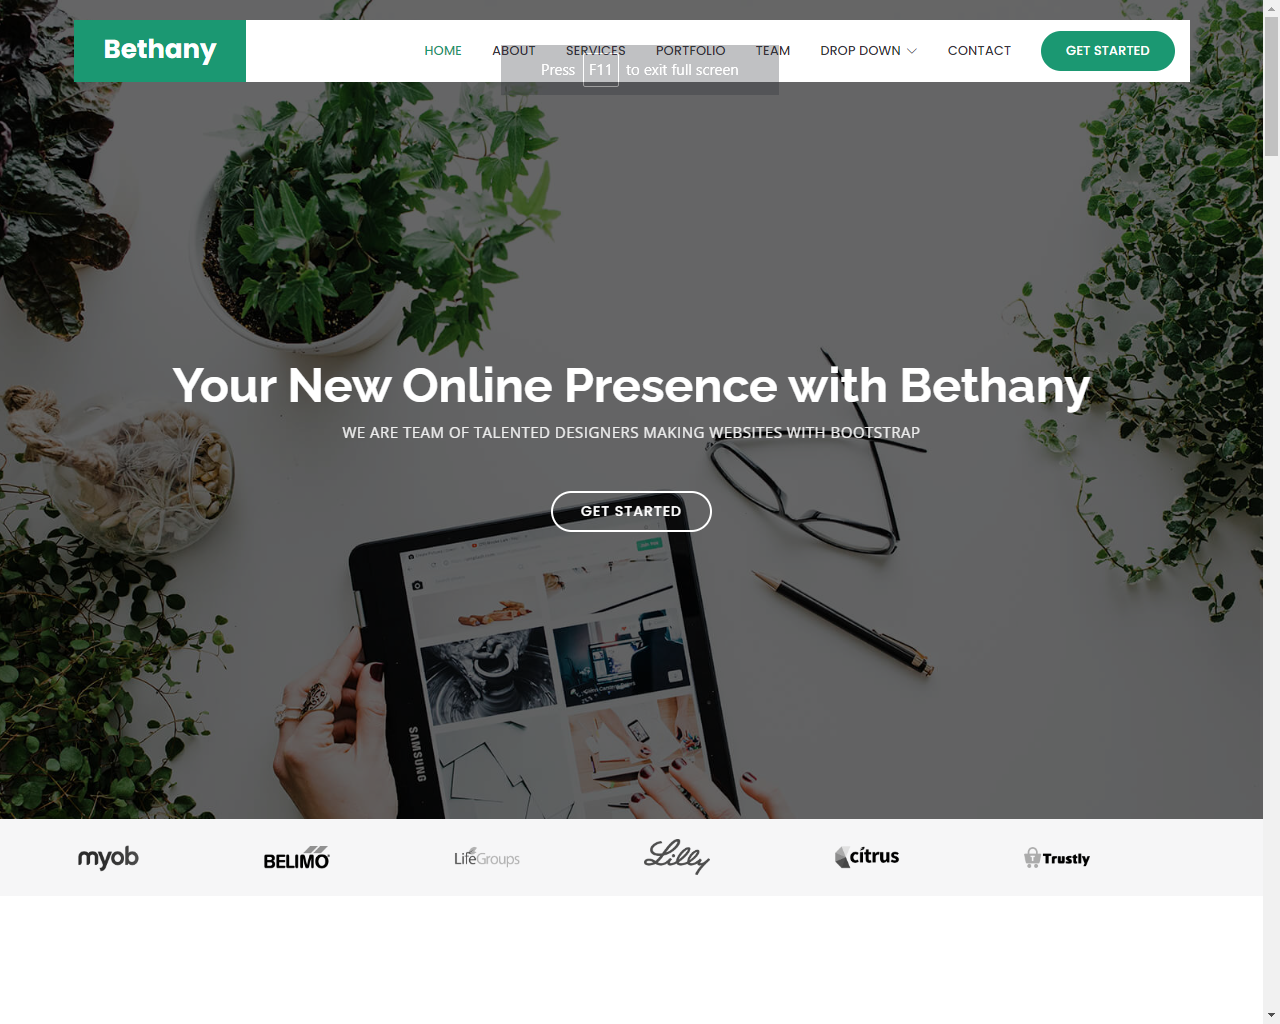 Bethany
HOME ABOUT SERVICES PORTFOLIO TEAM DROP DOWN CONTACT GET STARTED
Press F11 to exit full screen
Your New Online Presence with Bethany
WE ARE TEAM OF TALENTED DESIGNERS MAKING WEBSITES WITH BOOTSTRAP
GET STARTED
SAMSUNG
myob BELIMO LifeGroups Lilly citrus Trustly